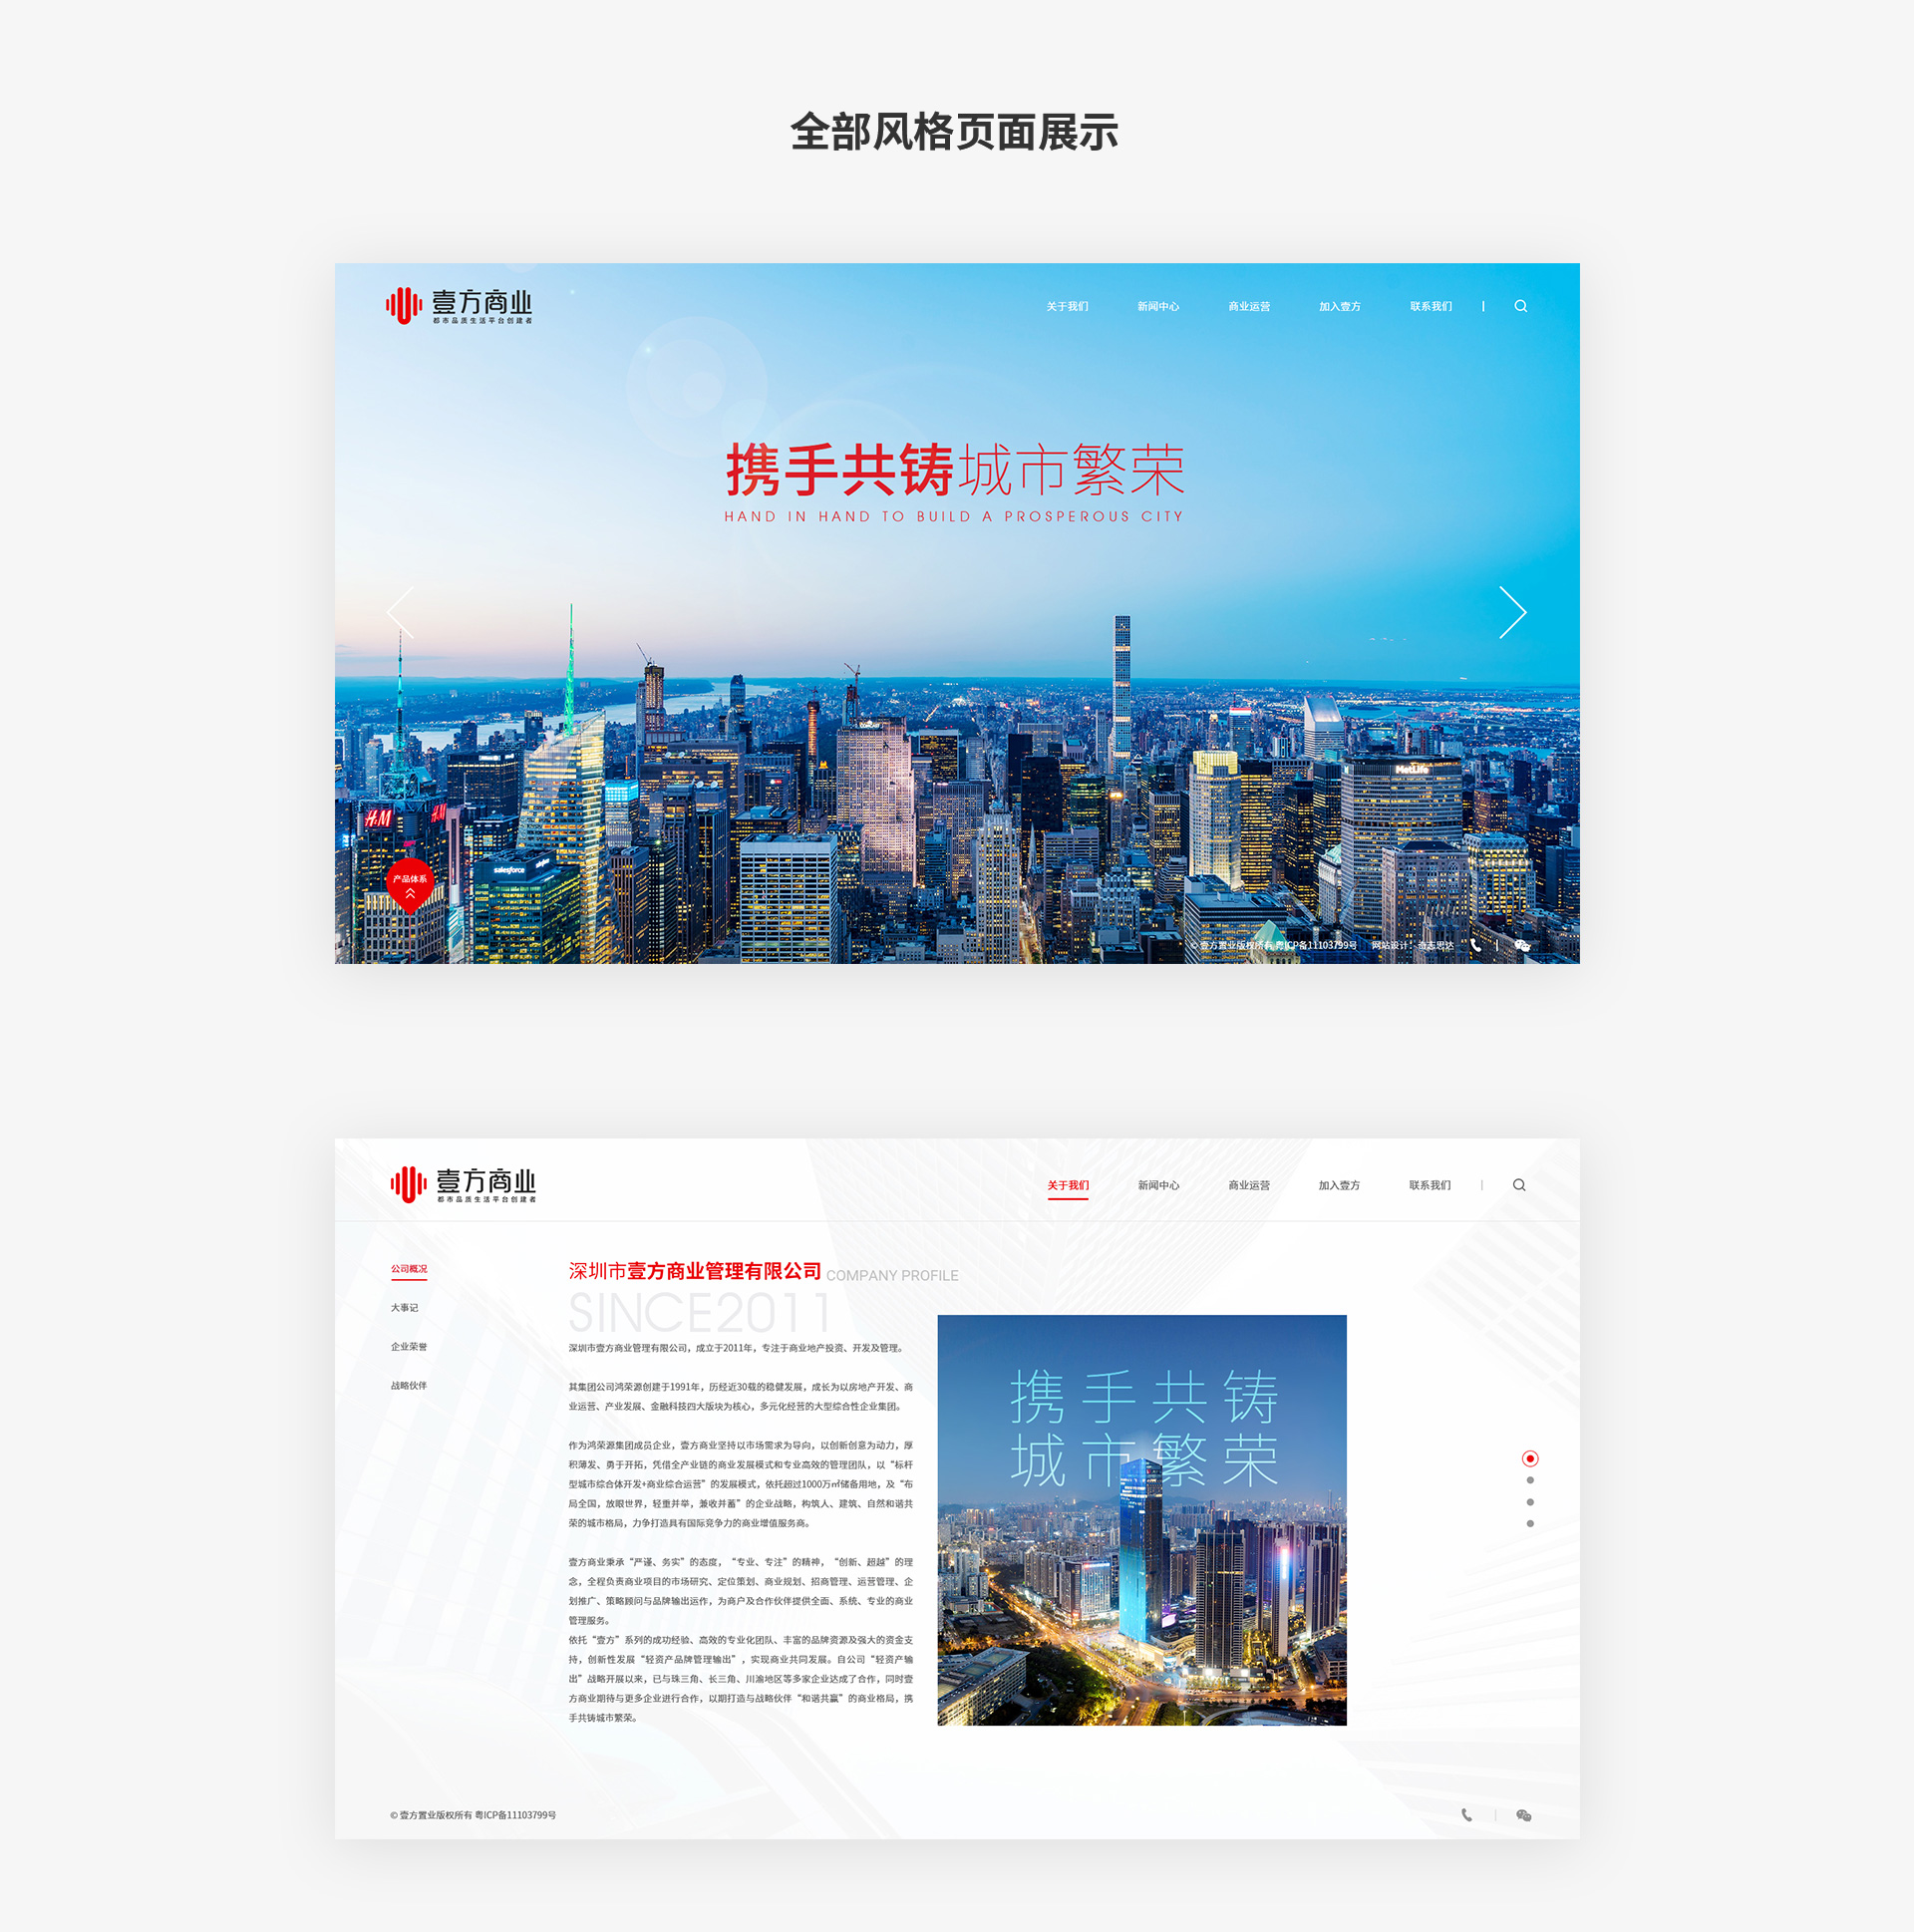 全部风格页面展示
壹方商业
都市品质生活平台创建者
关于我们 新闻中心 商业运营 加入壹方 联系我们
携手共铸城市繁荣
HAND IN HAND TO BUILD A PROSPEROUS CITY
MetLife
H&M
H&M
salesforce
产品体系
© 壹方置业版权所有 粤ICP备11103799号 网站设计:
壹方商业
都市品质生活平台创建者
关于我们 新闻中心 商业运营 加入壹方 联系我们
公司概况
大事记
企业荣誉
战略伙伴
深圳市壹方商业管理有限公司 COMPANY PROFILE
SINCE2011
深圳市壹方商业管理有限公司，成立于2011年，专注于商业地产投资、开发及管理。
其集团公司鸿荣源创建于1991年，历经近30载的稳健发展，成长为以房地产开发、商
业运营、产业发展、金融科技四大版块为核心，多元化经营的大型综合性企业集团。
作为鸿荣源集团成员企业，壹方商业坚持以市场需求为导向，以创新创意为动力，厚
积薄发、勇于开拓，凭借全产业链的商业发展模式和专业高效的管理团队，以“标杆
型城市综合体开发+商业综合运营”的发展模式，依托超过1000万㎡储备用地，及“布
局全国，放眼世界，轻重并举，兼收并蓄”的企业战略，构筑人、建筑、自然和谐共
荣的城市格局，力争打造具有国际竞争力的商业增值服务商。
壹方商业秉承“严谨、务实”的态度，“专业、专注”的精神，“创新、超越”的理
念，全程负责商业项目的市场研究、定位策划、商业规划、招商管理、运营管理、企
划推广、策略顾问与品牌输出运作，为商户及合作伙伴提供全面、系统、专业的商业
管理服务。
依托“壹方”系列的成功经验、高效的专业化团队、丰富的品牌资源及强大的资金支
持，创新性发展“轻资产品牌管理输出”，实现商业共同发展。自公司“轻资产输
出”战略开展以来，已与珠三角、长三角、川渝地区等多家企业达成了合作，同时壹
方商业期待与更多企业进行合作，以期打造与战略伙伴“和谐共赢”的商业格局，携
手共铸城市繁荣。
携手共铸
城市繁荣
© 壹方置业版权所有 粤ICP备11103799号